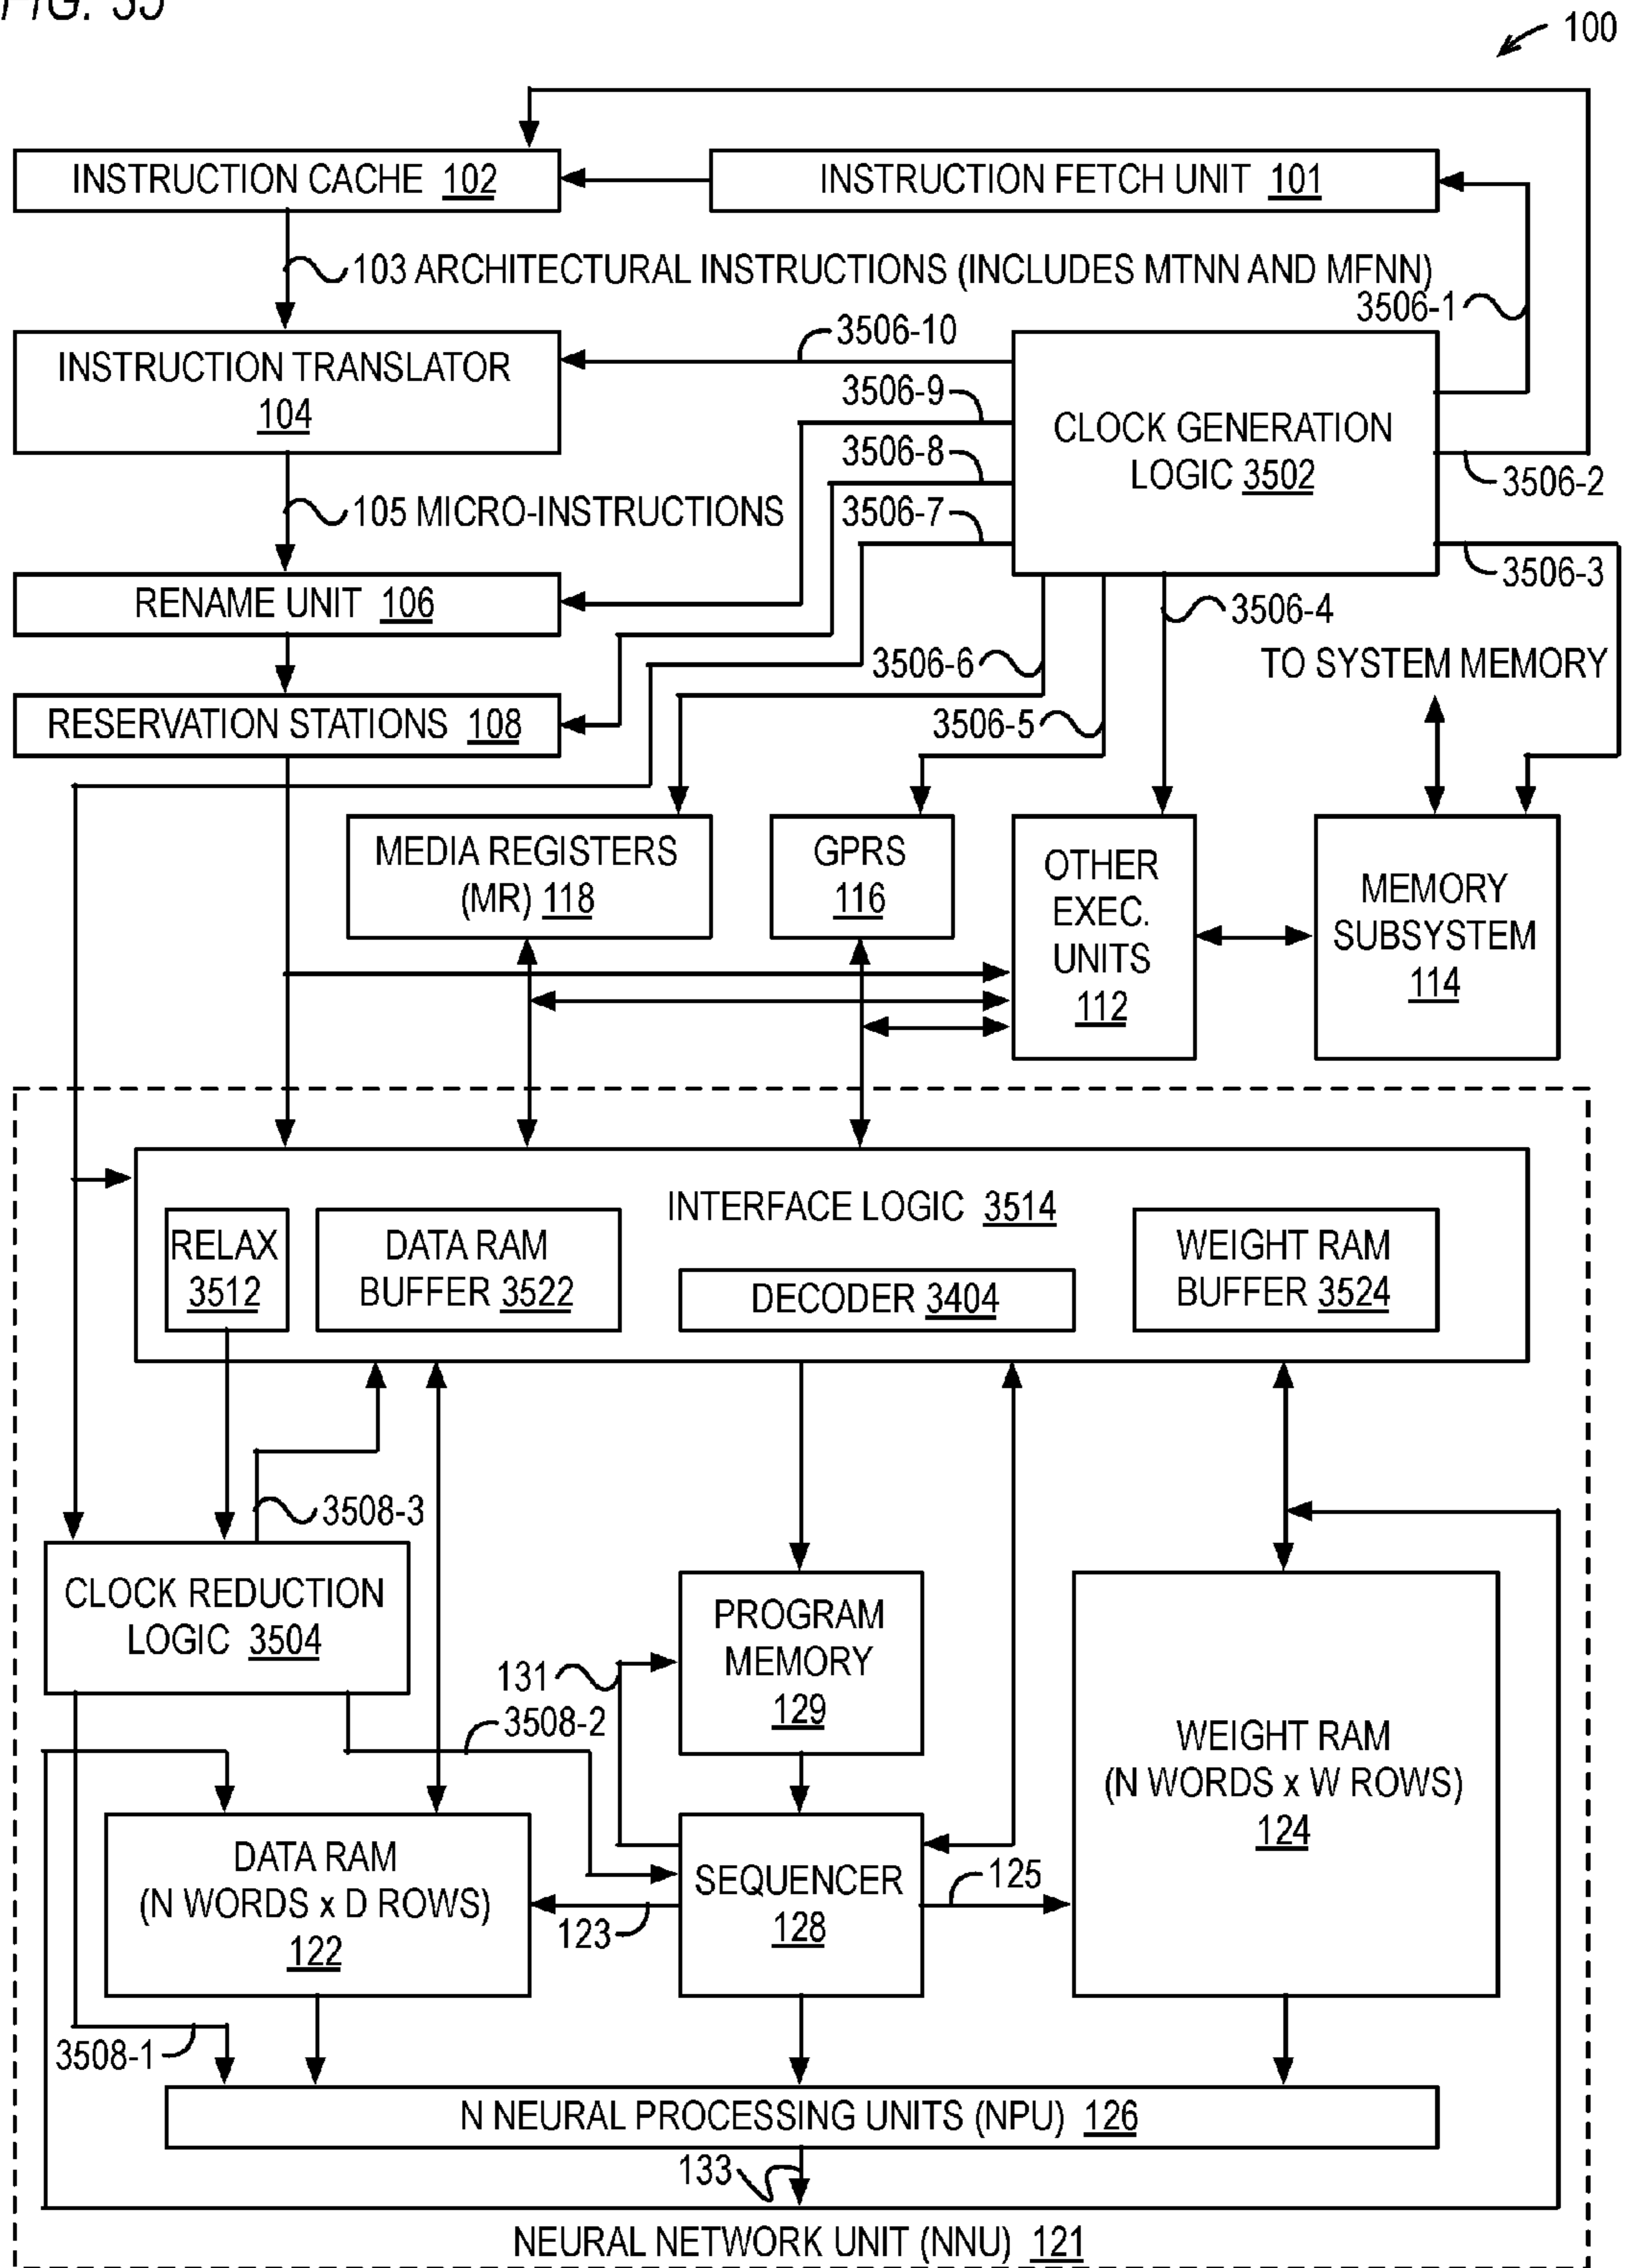 FIG. 35
100
INSTRUCTION CACHE 102
INSTRUCTION FETCH UNIT 101
103 ARCHITECTURAL INSTRUCTIONS (INCLUDES MTNN AND MFNN)
3506-1
3506-10
INSTRUCTION TRANSLATOR
104
3506-9
CLOCK GENERATION
LOGIC 3502
3506-8
3506-2
105 MICRO-INSTRUCTIONS
3506-7
3506-3
RENAME UNIT 106
3506-4
3506-6
TO SYSTEM MEMORY
RESERVATION STATIONS 108
3506-5
MEDIA REGISTERS
(MR) 118
GPRS
116
OTHER
EXEC.
UNITS
112
MEMORY
SUBSYSTEM
114
INTERFACE LOGIC 3514
RELAX
3512
DATA RAM
BUFFER 3522
DECODER 3404
WEIGHT RAM
BUFFER 3524
3508-3
CLOCK REDUCTION
LOGIC 3504
PROGRAM
MEMORY
129
131
3508-2
WEIGHT RAM
(N WORDS x W ROWS)
124
DATA RAM
(N WORDS x D ROWS)
122
SEQUENCER
128
125
123
3508-1
N NEURAL PROCESSING UNITS (NPU) 126
133
NEURAL NETWORK UNIT (NNU) 121